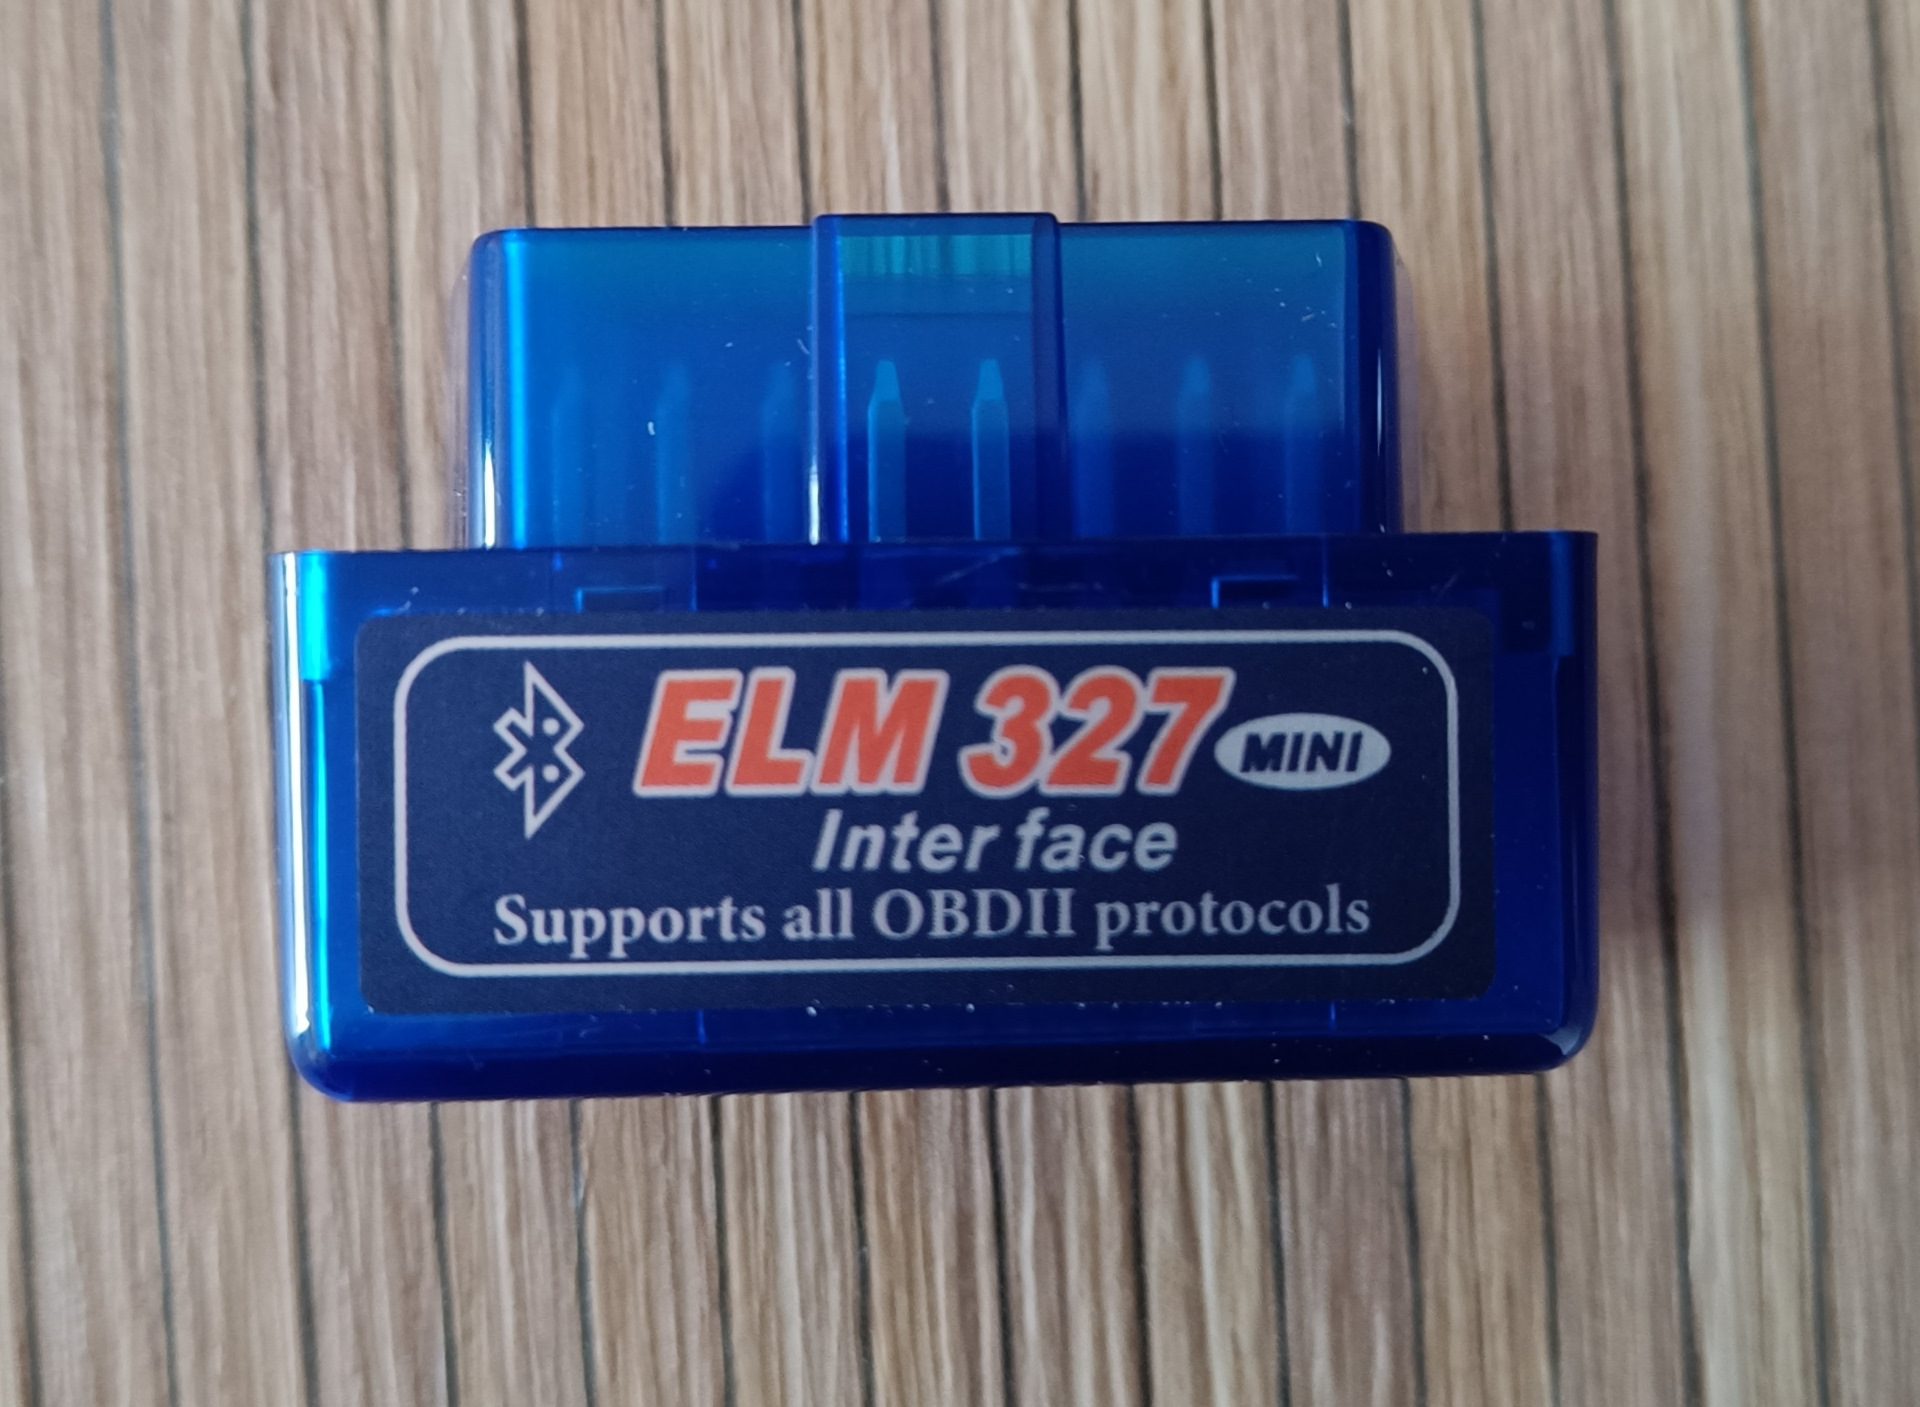 ELM 327 MINI
Inter face
Supports all OBDII protocols